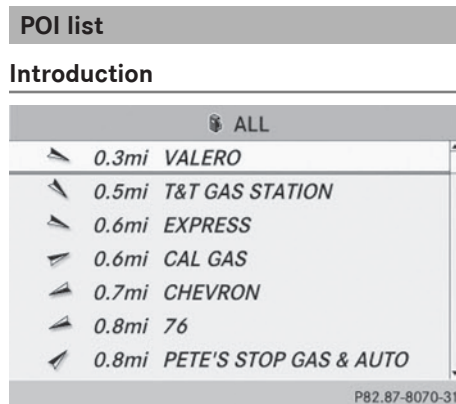 POI list
Introduction
ALL
0.3mi VALERO
0.5mi T&T GAS STATION
0.6mi EXPRESS
0.6mi CAL GAS
0.7mi CHEVRON
0.8mi 76
0.8mi PETE'S STOP GAS & AUTO
P82.87-8070-31